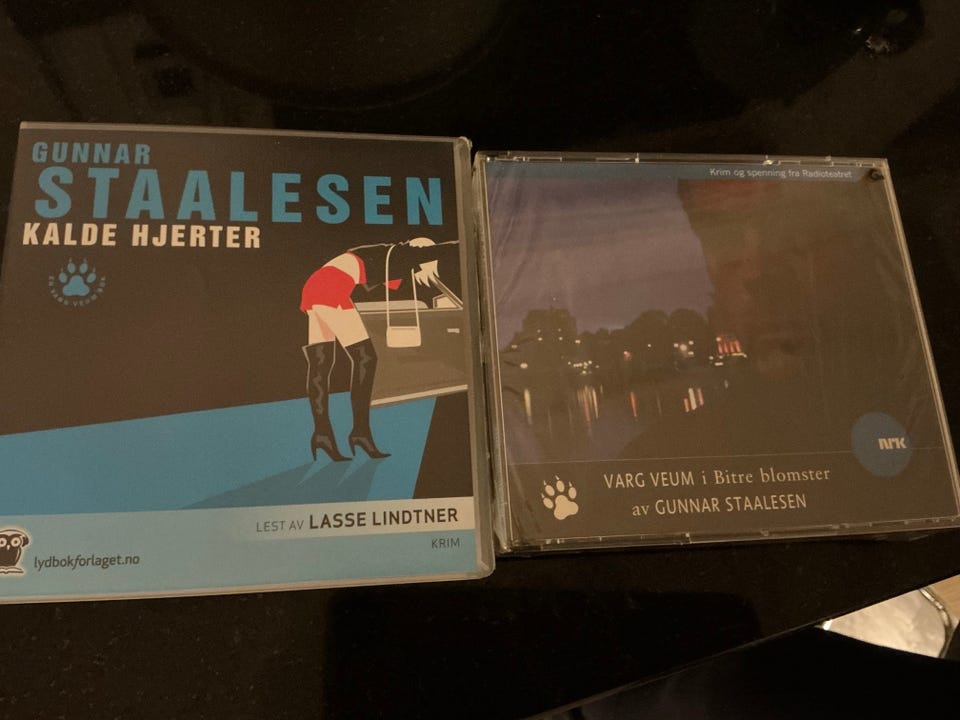 GUNNAR
STAALESEN
KALDE HJERTER
LEST AV LASSE LINDTNER
KRIM
lydbokforlaget.no
Krim og spenning fra Radioteatret
NRK
VARG VEUM i Bitre blomster
av GUNNAR STAALESEN